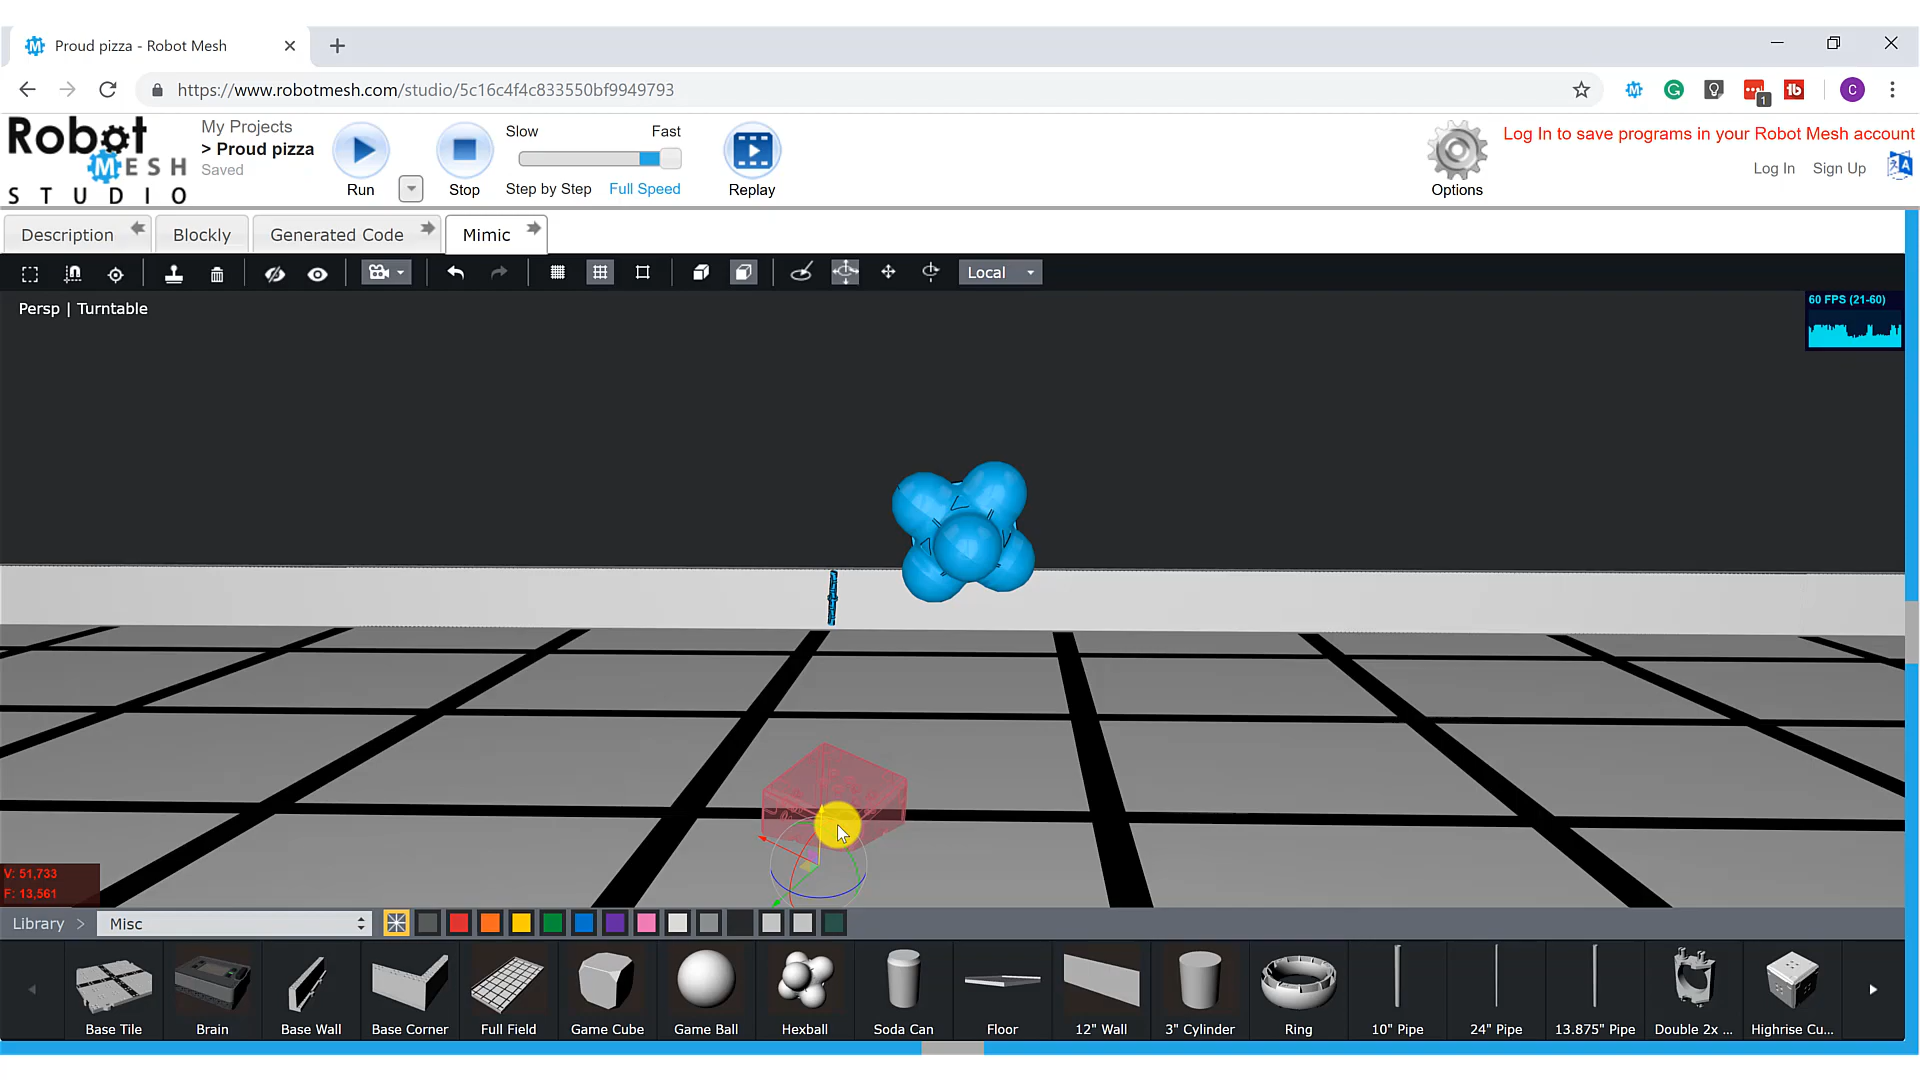 Proud pizza - Robot Mesh
https://www.robotmesh.com/studio/5c16c4f4c833550bf9949793
1
C
Robot
MESH
STUDIO
My Projects
> Proud pizza
Saved
Run
Stop
Slow
Fast
Step by Step
Full Speed
Replay
Options
Log In to save programs in your Robot Mesh account
Log In
Sign Up
Description
Blockly
Generated Code
Mimic
Local
Persp | Turntable
60 FPS (21-60)
V: 51,733
F: 13,561
Library >
Misc
Base Tile
Brain
Base Wall
Base Corner
Full Field
Game Cube
Game Ball
Hexball
Soda Can
Floor
12" Wall
3" Cylinder
Ring
10" Pipe
24" Pipe
13.875" Pipe
Double 2x ...
Highrise Cu...